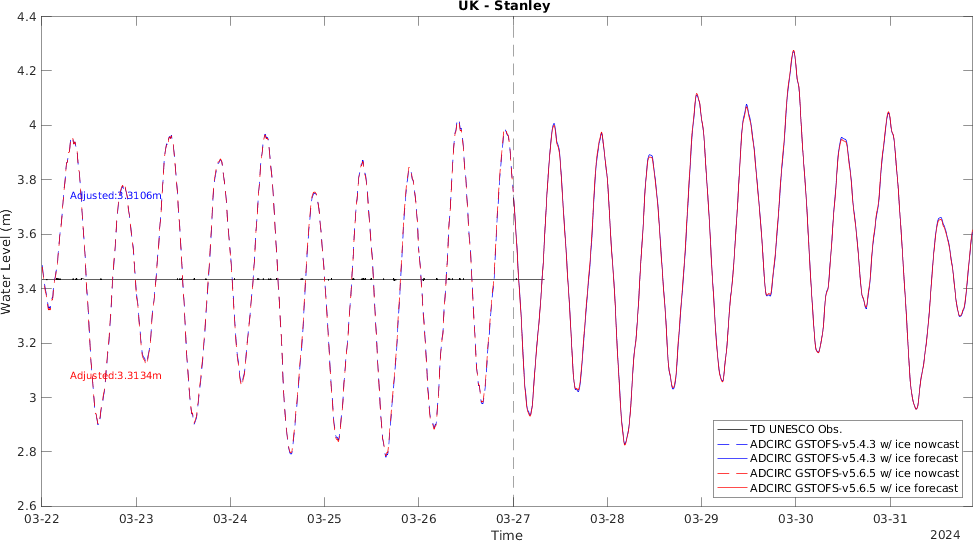 UK - Stanley
4.4
4.2
4
3.8
3.6
3.4
3.2
3
2.8
2.6
Water Level (m)
Adjusted:3.3106m
Adjusted:3.3134m
TD UNESCO Obs.
ADCIRC GSTOFS-v5.4.3 w/ ice nowcast
ADCIRC GSTOFS-v5.4.3 w/ ice forecast
ADCIRC GSTOFS-v5.6.5 w/ ice nowcast
ADCIRC GSTOFS-v5.6.5 w/ ice forecast
03-22 03-23 03-24 03-25 03-26 03-27 03-28 03-29 03-30 03-31
Time
2024